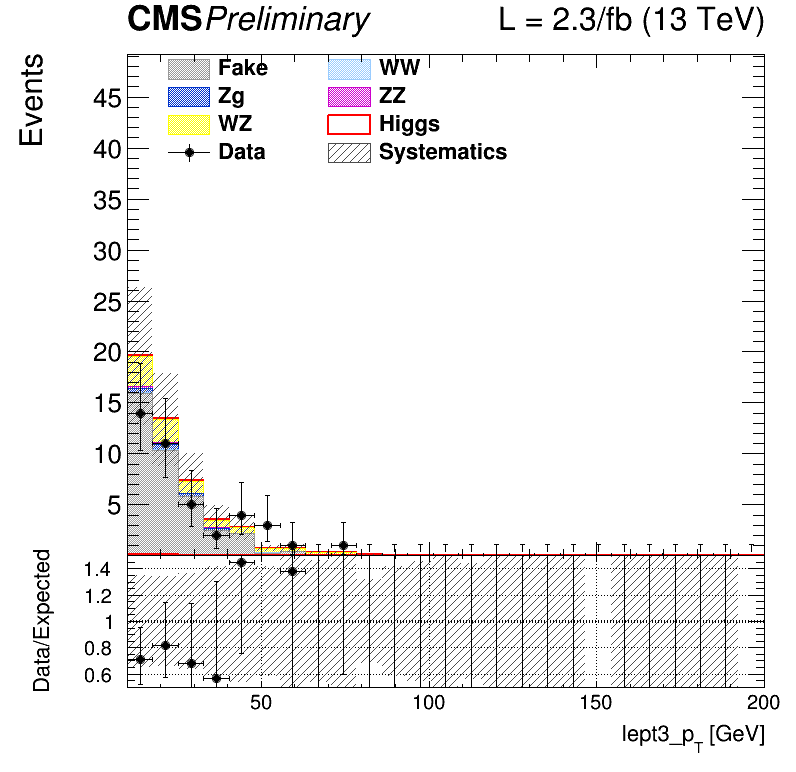 CMS Preliminary L = 2.3/fb (13 TeV)
Events
Fake WW
Zg ZZ
WZ Higgs
Data Systematics
45
40
35
30
25
20
15
10
5
Data/Expected
1.4
1.2
1
0.8
0.6
50 100 150 200
lept3_p_T [GeV]